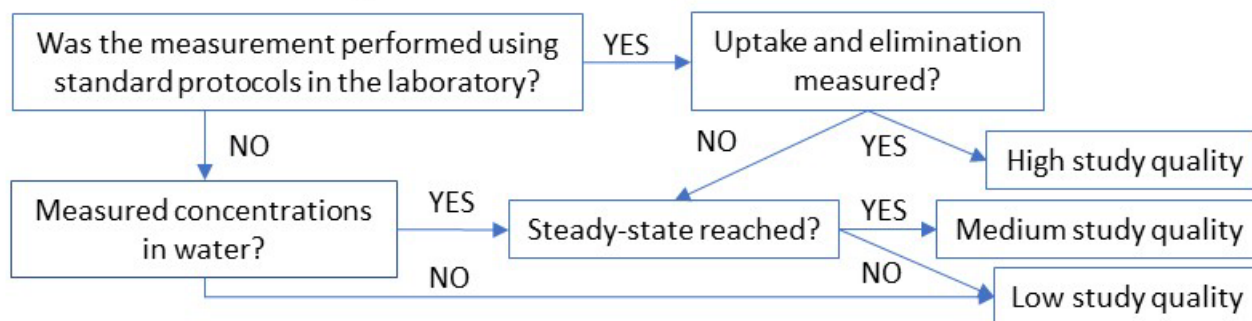 Was the measurement performed using
standard protocols in the laboratory?
YES
Uptake and elimination
measured?
NO
NO
YES
High study quality
Measured concentrations
in water?
YES
Steady-state reached?
YES
Medium study quality
NO
NO
Low study quality